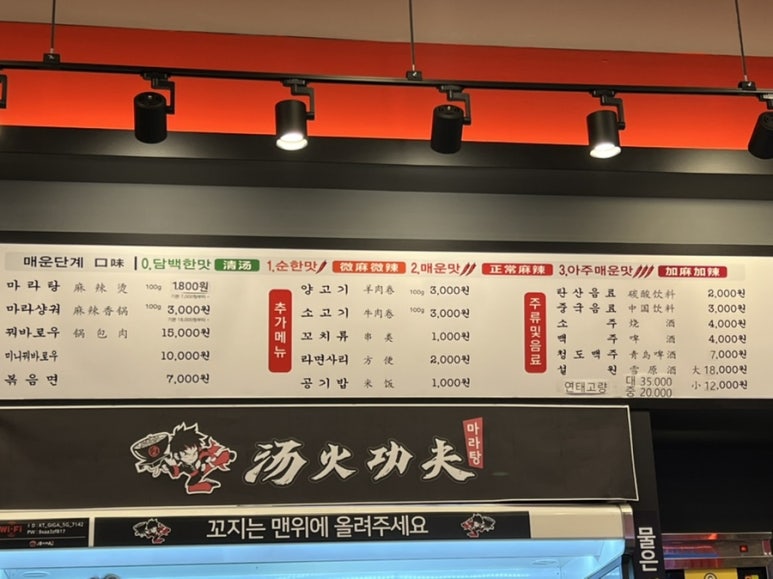 매운단계 口味 | 0.담백한맛 清汤 1.순한맛 微麻微辣 2.매운맛 正常麻辣 3.아주매운맛 加麻加辣
마라탕 麻辣烫 100g 1,800원
마라샹궈 麻辣香锅 100g 3,000원
꿔바로우 锅包肉 15,000원
미니꿔바로우 10,000원
볶음면 7,000원
추가메뉴
양고기 羊肉卷 100g 3,000원
소고기 牛肉卷 100g 3,000원
꼬치류 串类 1,000원
라면사리 方便 2,000원
공기밥 米饭 1,000원
주류및음료
탄산음료 碳酸饮料 2,000원
중국음료 中国饮料 3,000원
소주 烧酒 4,000원
맥주 啤酒 4,000원
청도맥주 青岛啤酒 7,000원
설원 雪原酒 大 18,000원
小 12,000원
연태고량 대 35.000
중 20.000
汤火功夫 마라탕
WI-FI
꼬지는 맨위에 올려주세요
물은